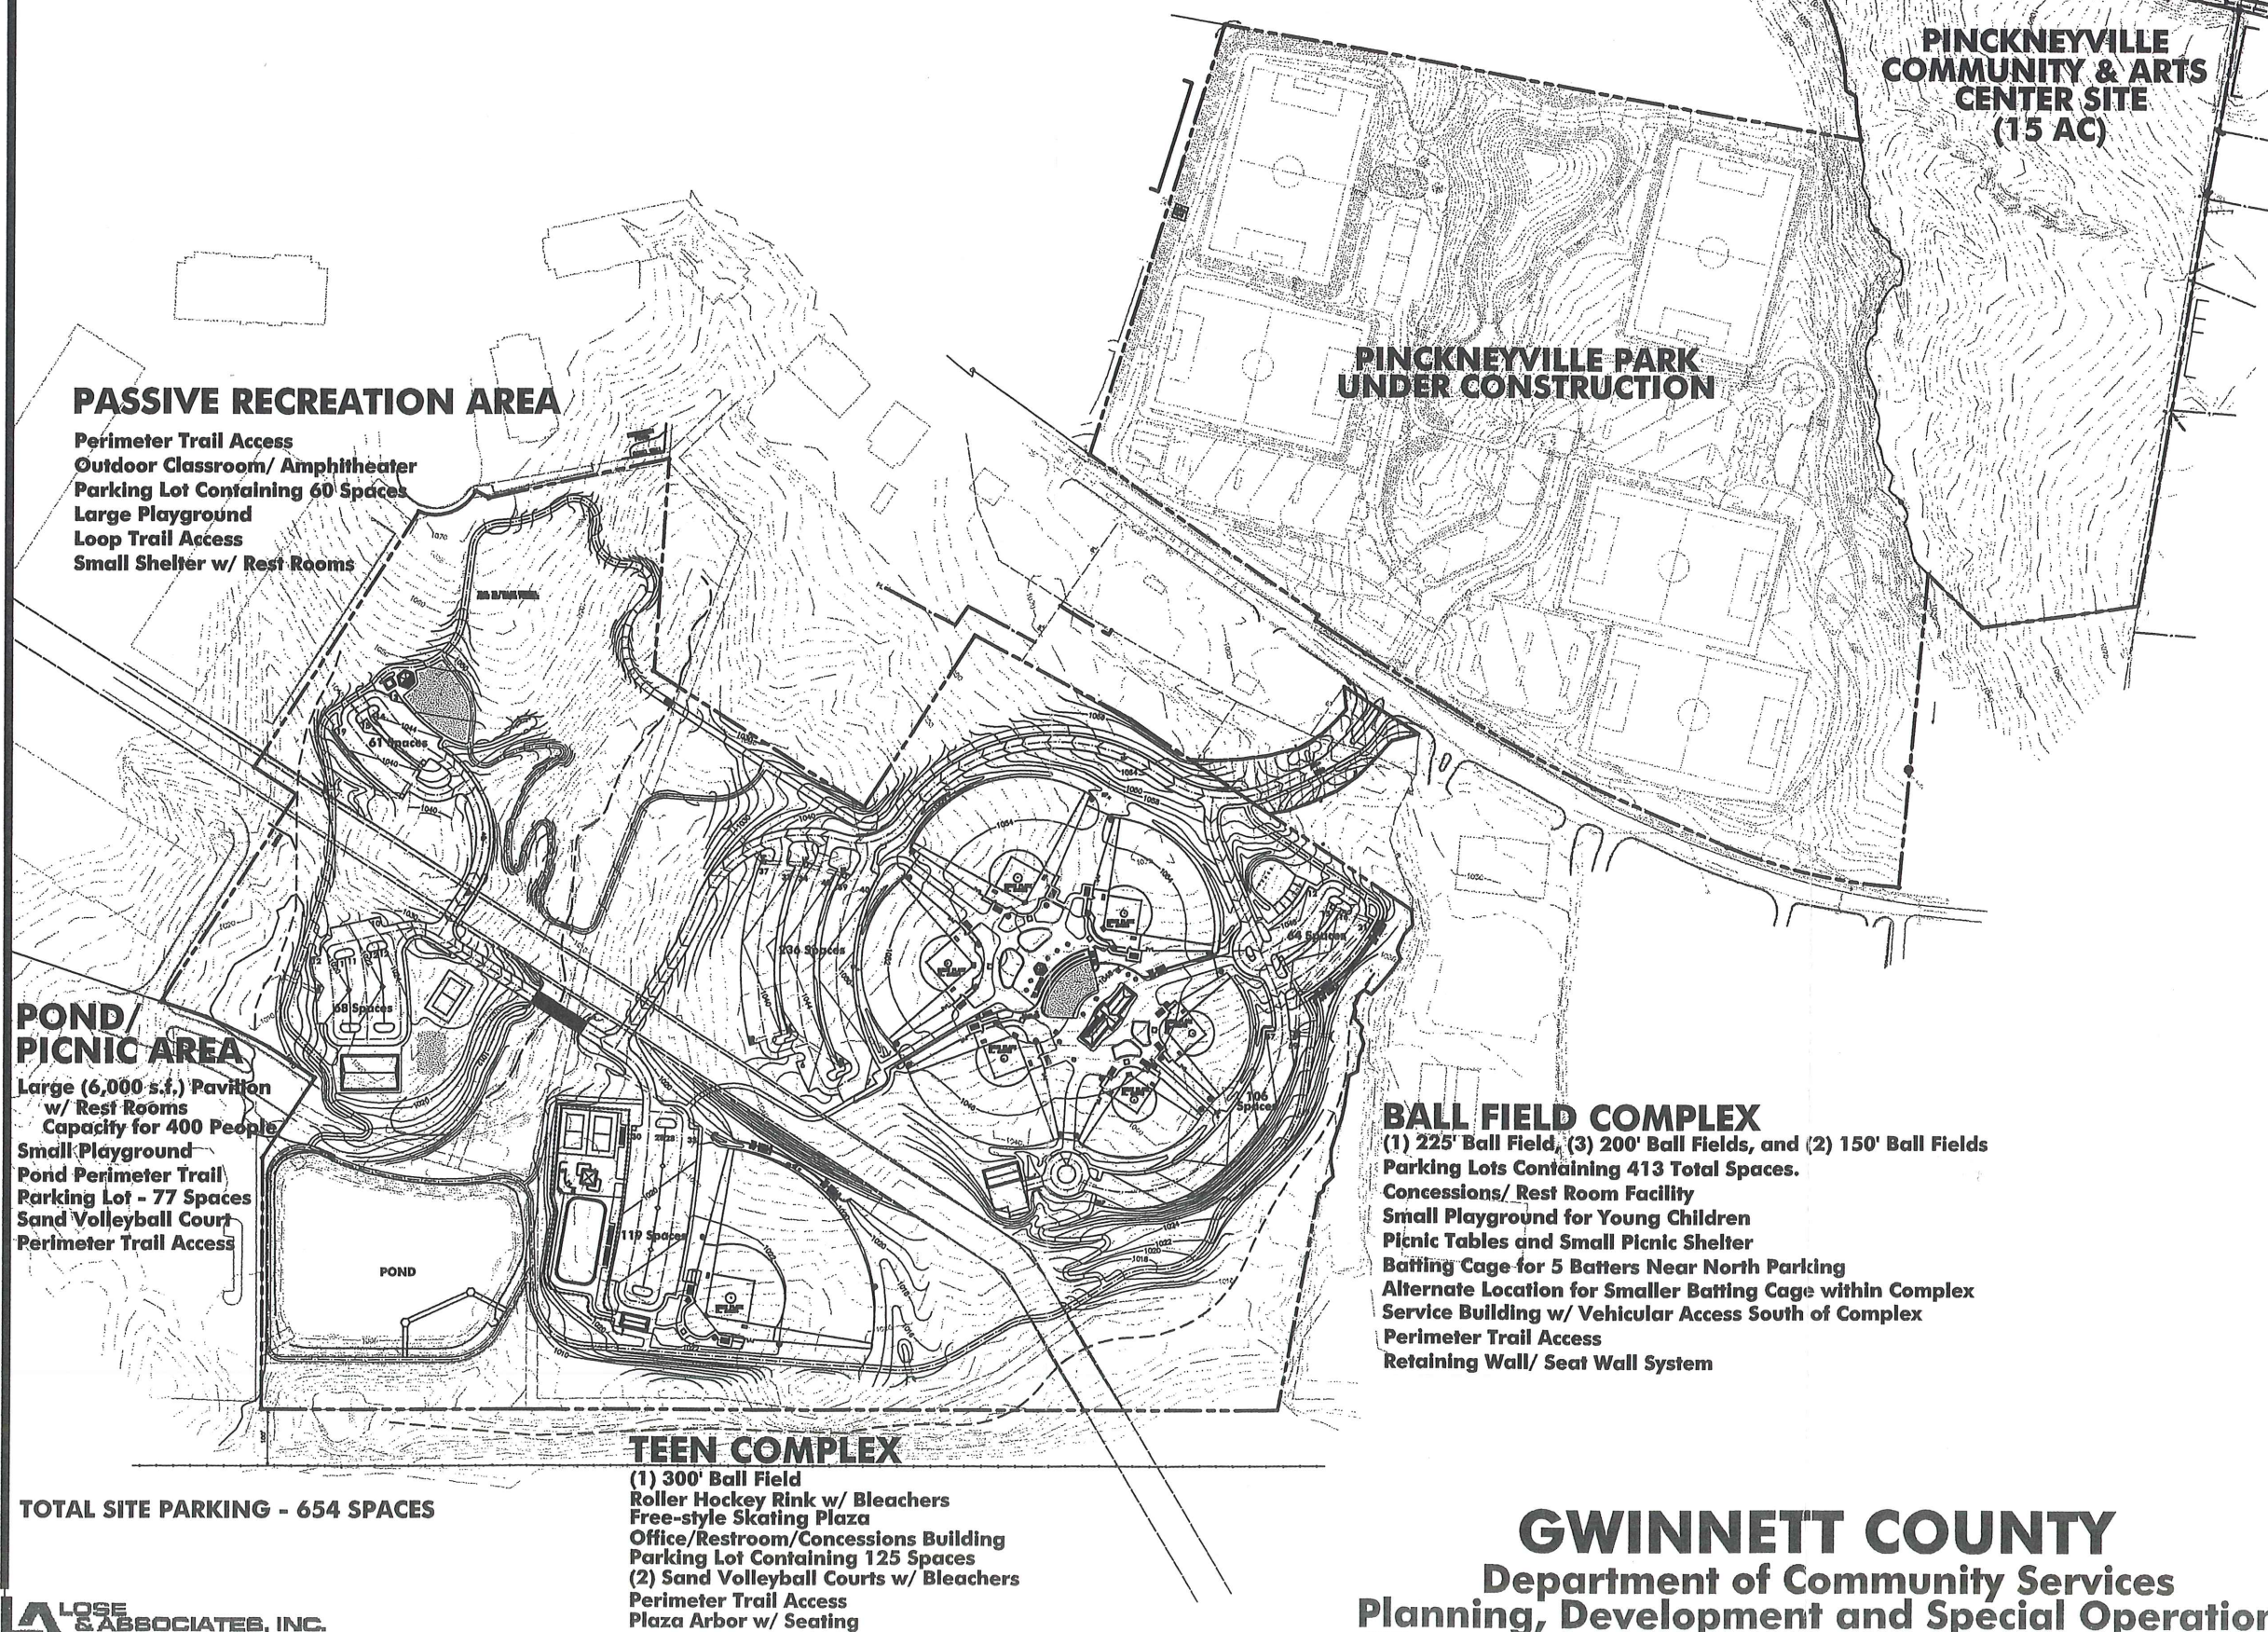 PINCKNEYVILLE
COMMUNITY & ARTS
CENTER SITE
(15 AC)
PINCKNEYVILLE PARK
UNDER CONSTRUCTION
PASSIVE RECREATION AREA
Perimeter Trail Access
Outdoor Classroom/ Amphitheater
Parking Lot Containing 60 Spaces
Large Playground
Loop Trail Access
Small Shelter w/ Rest Rooms
61 Spaces
236 Spaces
64 Spaces
68 Spaces
106
Spaces
119 Spaces
POND/
PICNIC AREA
Large (6,000 s.f.) Pavilion
w/ Rest Rooms
Capacity for 400 People
Small Playground
Pond Perimeter Trail
Parking Lot - 77 Spaces
Sand Volleyball Court
Perimeter Trail Access
POND
BALL FIELD COMPLEX
(1) 225' Ball Field, (3) 200' Ball Fields, and (2) 150' Ball Fields
Parking Lots Containing 413 Total Spaces.
Concessions/ Rest Room Facility
Small Playground for Young Children
Picnic Tables and Small Picnic Shelter
Batting Cage for 5 Batters Near North Parking
Alternate Location for Smaller Batting Cage within Complex
Service Building w/ Vehicular Access South of Complex
Perimeter Trail Access
Retaining Wall/ Seat Wall System
TEEN COMPLEX
(1) 300' Ball Field
Roller Hockey Rink w/ Bleachers
Free-style Skating Plaza
Office/Restroom/Concessions Building
Parking Lot Containing 125 Spaces
(2) Sand Volleyball Courts w/ Bleachers
Perimeter Trail Access
Plaza Arbor w/ Seating
TOTAL SITE PARKING - 654 SPACES
LOSE
& ASSOCIATES, INC.
GWINNETT COUNTY
Department of Community Services
Planning, Development and Special Operation